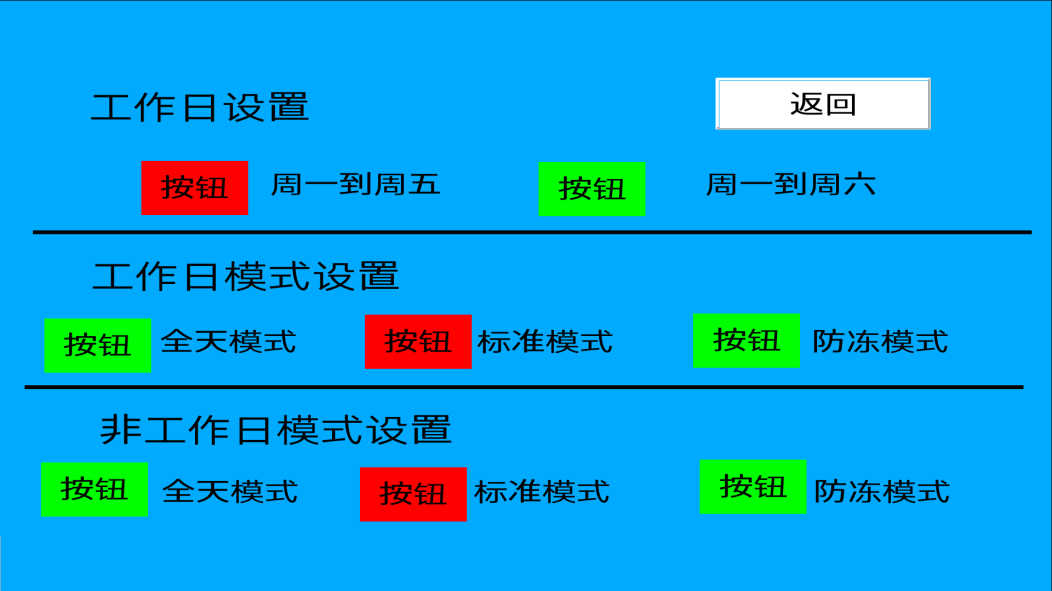 工作日设置
返回
按钮 周一到周五 按钮 周一到周六
工作日模式设置
按钮 全天模式 按钮 标准模式 按钮 防冻模式
非工作日模式设置
按钮 全天模式 按钮 标准模式 按钮 防冻模式